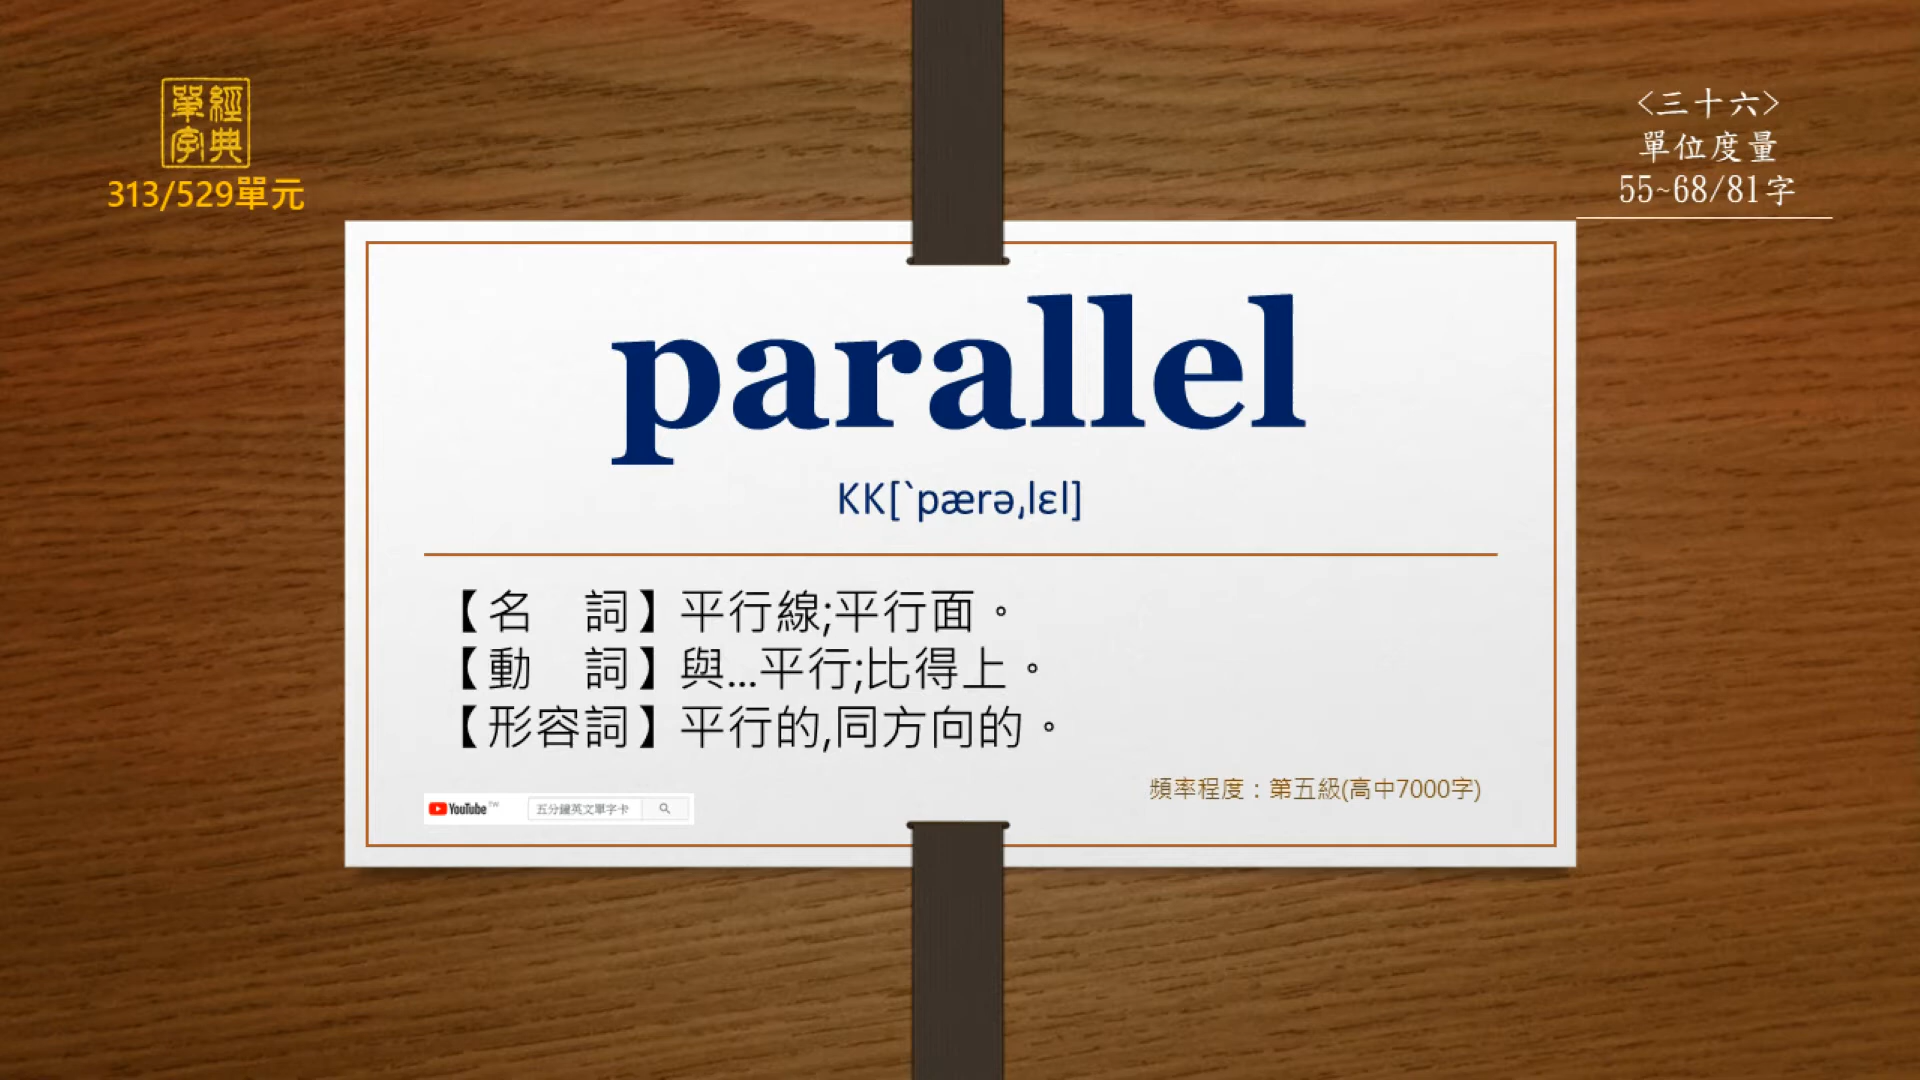 經典
單字
313/529單元
<三十六>
單位度量
55~68/81字
parallel
KK[ˋpærə͵lɛl]
【名　詞】平行線;平行面。
【動　詞】與...平行;比得上。
【形容詞】平行的,同方向的。
頻率程度：第五級(高中7000字)
YouTube TW 五分鐘英文單字卡